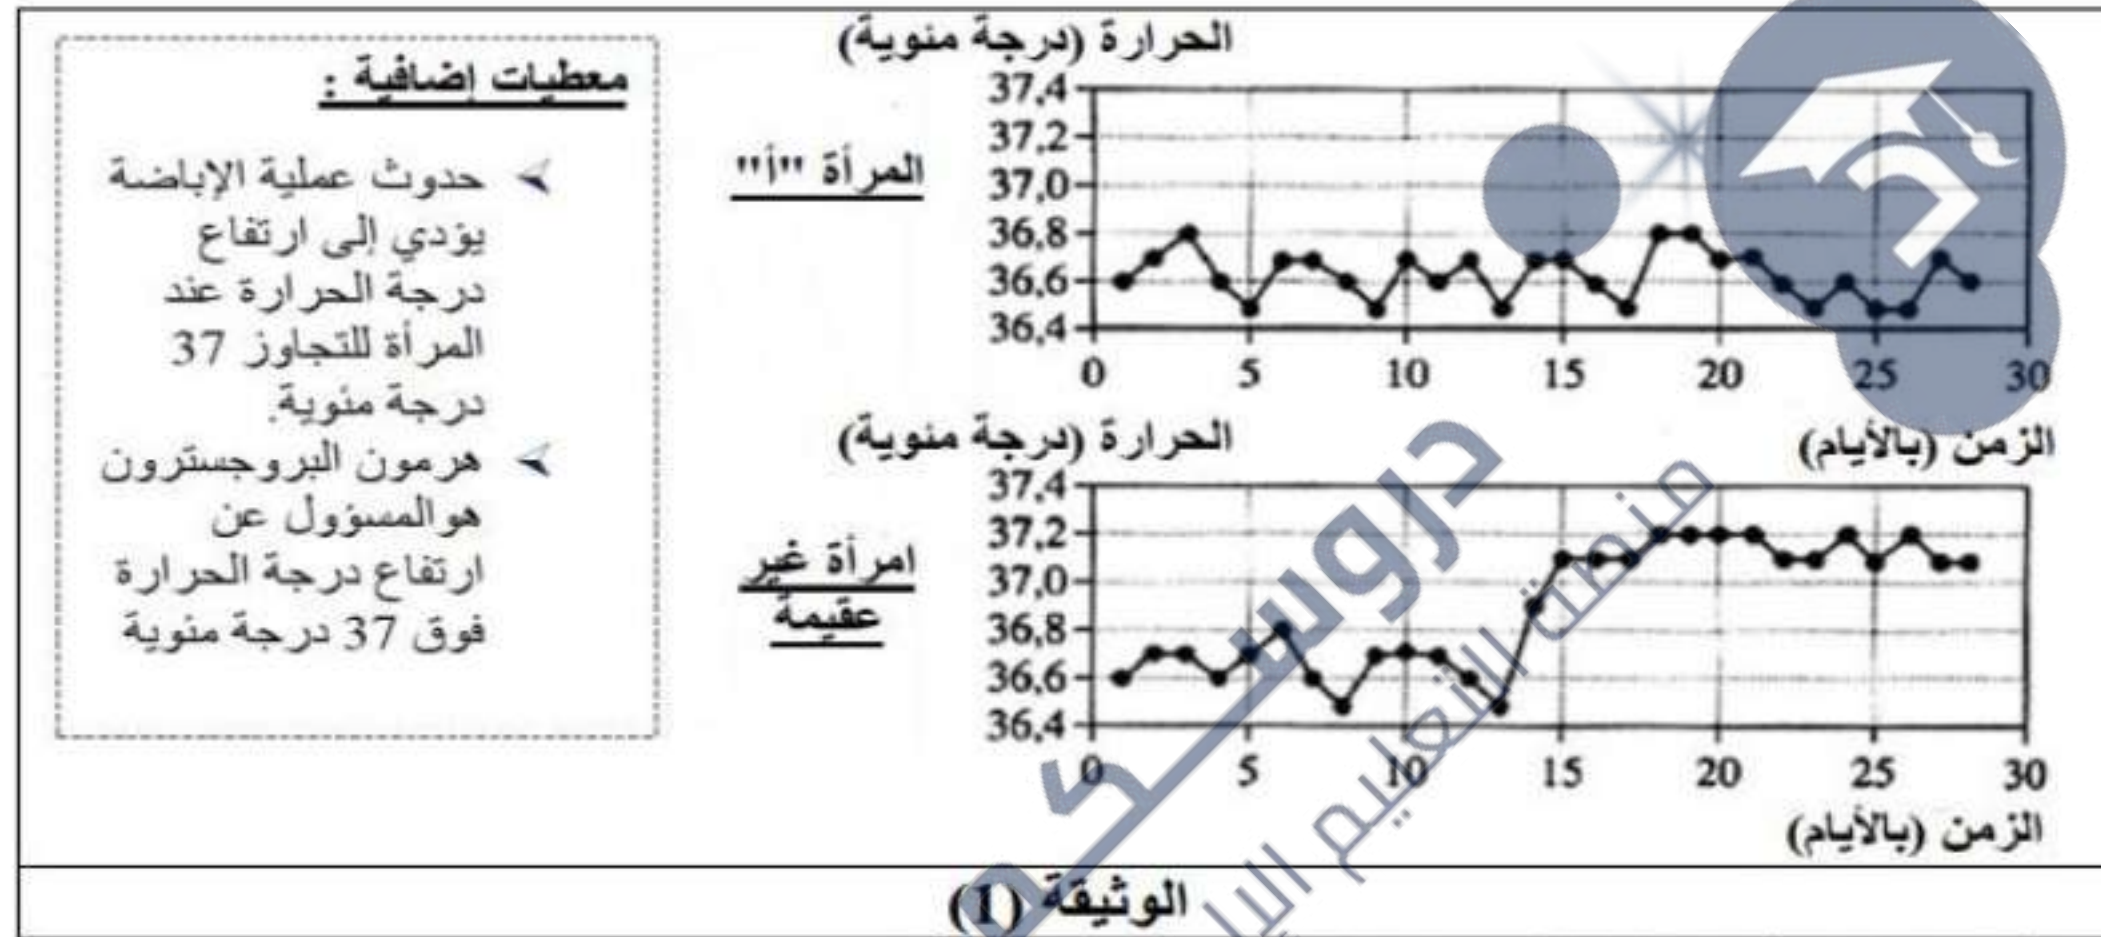 معطيات إضافية :
حدوث عملية الإباضة
يؤدي إلى ارتفاع
درجة الحرارة عند
المرأة للتجاوز 37
درجة مئوية.
هرمون البروجسترون
هوالمسؤول عن
ارتفاع درجة الحرارة
فوق 37 درجة مئوية
الحرارة (درجة مئوية)
المرأة "أ"
37,4
37,2
37,0
36,8
36,6
36,4
0 5 10 15 20 25 30
الزمن (بالأيام)
الحرارة (درجة مئوية)
امرأة غير
عقيمة
37,4
37,2
37,0
36,8
36,6
36,4
0 5 10 15 20 25 30
الزمن (بالأيام)
الوثيقة (1)
دروس
منصة التعليم